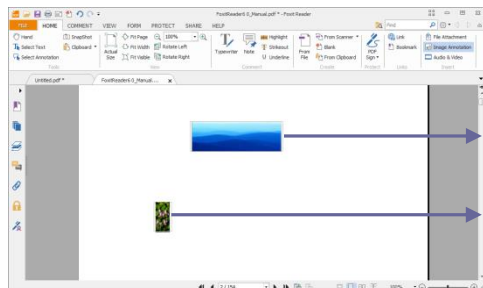 FoxitReader6.0_Manual.pdf * - Foxit Reader
FILE HOME COMMENT VIEW FORM PROTECT SHARE HELP Find
Hand SnapShot Fit Page 100% Highlight From Scanner Link File Attachment
Select Text Clipboard Fit Width Rotate Left Strikeout Blank Bookmark Image Annotation
Select Annotation Actual Size Fit Visible Rotate Right Typewriter Note Underline From File From Clipboard PDF Sign Audio & Video
Tools View Comment Create Protect Links Insert
Untitled.pdf * FoxitReader6.0_Manual.... x
100%